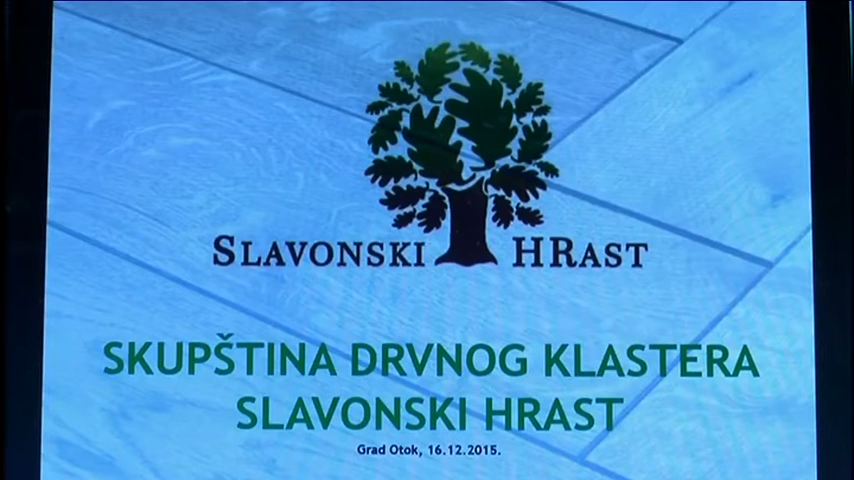 SLAVONSKI HRAST
SKUPŠTINA DRVNOG KLASTERA
SLAVONSKI HRAST
Grad Otok, 16.12.2015.